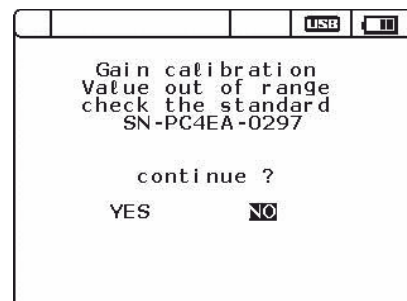 USB
Gain calibration
Value out of range
check the standard
SN-PC4EA-0297
continue ?
YES NO